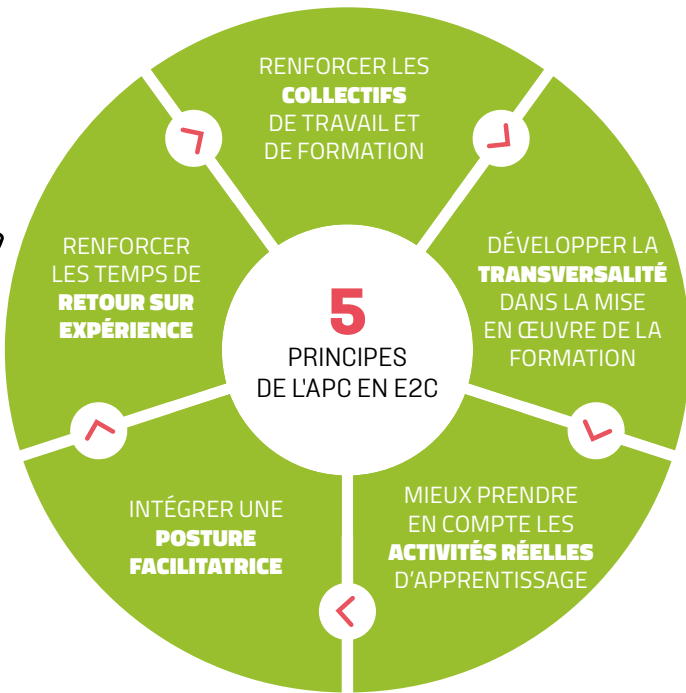 RENFORCER LES
COLLECTIFS
DE TRAVAIL ET
DE FORMATION
DÉVELOPPER LA
TRANSVERSALITÉ
DANS LA MISE
EN ŒUVRE DE LA
FORMATION
MIEUX PRENDRE
EN COMPTE LES
ACTIVITÉS RÉELLES
D'APPRENTISSAGE
INTÉGRER UNE
POSTURE
FACILITATRICE
RENFORCER
LES TEMPS DE
RETOUR SUR
EXPÉRIENCE
5
PRINCIPES
DE L'APC EN E2C